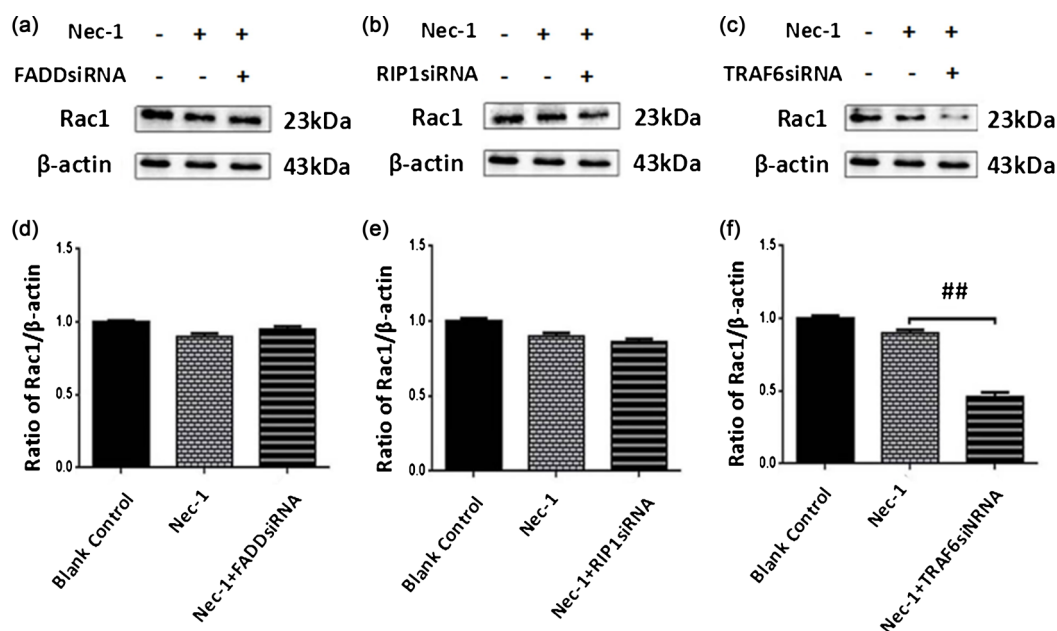 (a) Nec-1 - + +
FADDsiRNA - - +
Rac1 23kDa
β-actin 43kDa
(b) Nec-1 - + +
RIP1siRNA - - +
Rac1 23kDa
β-actin 43kDa
(c) Nec-1 - + +
TRAF6siRNA - - +
Rac1 23kDa
β-actin 43kDa
(d)
Ratio of Rac1/β-actin
1.5
1.0
0.5
0.0
Blank Control
Nec-1
Nec-1+FADDsiRNA
(e)
Ratio of Rac1/β-actin
1.5
1.0
0.5
0.0
Blank Control
Nec-1
Nec-1+RIP1siRNA
(f)
Ratio of Rac1/β-actin
1.5
1.0
0.5
0.0
##
Blank Control
Nec-1
Nec-1+TRAF6siNRNA